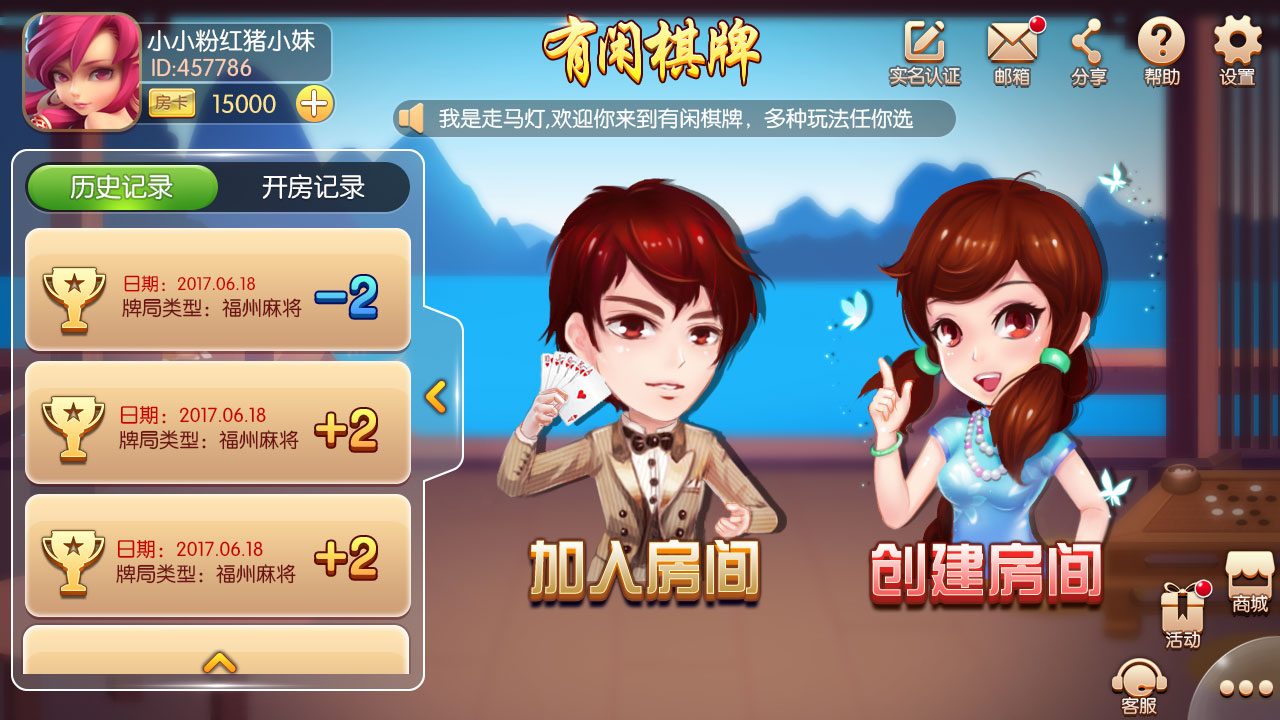 小小粉红猪小妹
ID:457786
房卡 15000
有闲棋牌
实名认证
邮箱
分享
帮助
设置
我是走马灯,欢迎你来到有闲棋牌，多种玩法任你选
历史记录
开房记录
日期：2017.06.18
牌局类型：福州麻将
-2
日期：2017.06.18
牌局类型：福州麻将
+2
日期：2017.06.18
牌局类型：福州麻将
+2
加入房间
创建房间
商城
活动
客服